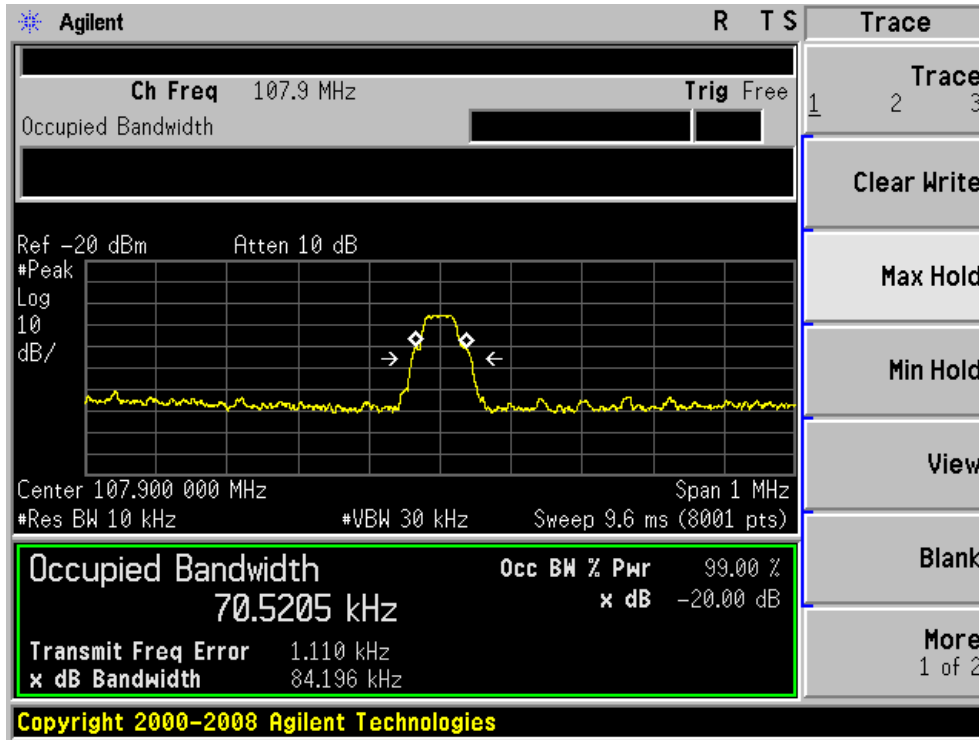 Agilent R T S
Ch Freq 107.9 MHz Trig Free
Occupied Bandwidth
Ref -20 dBm Atten 10 dB
#Peak
Log
10
dB/
Center 107.900 000 MHz Span 1 MHz
#Res BW 10 kHz #VBW 30 kHz Sweep 9.6 ms (8001 pts)
Occupied Bandwidth Occ BW % Pwr 99.00 %
70.5205 kHz x dB -20.00 dB
Transmit Freq Error 1.110 kHz
x dB Bandwidth 84.196 kHz
Copyright 2000-2008 Agilent Technologies
Trace
Trace
1 2 3
Clear Write
Max Hold
Min Hold
View
Blank
More
1 of 2